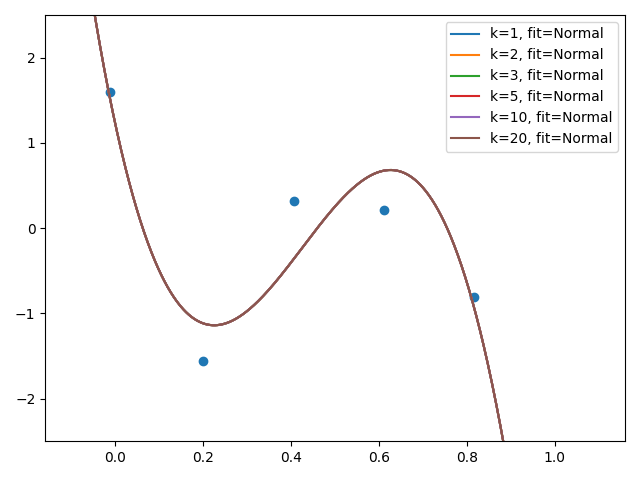 k=1, fit=Normal
k=2, fit=Normal
k=3, fit=Normal
k=5, fit=Normal
k=10, fit=Normal
k=20, fit=Normal
2
1
0
−1
−2
0.0 0.2 0.4 0.6 0.8 1.0